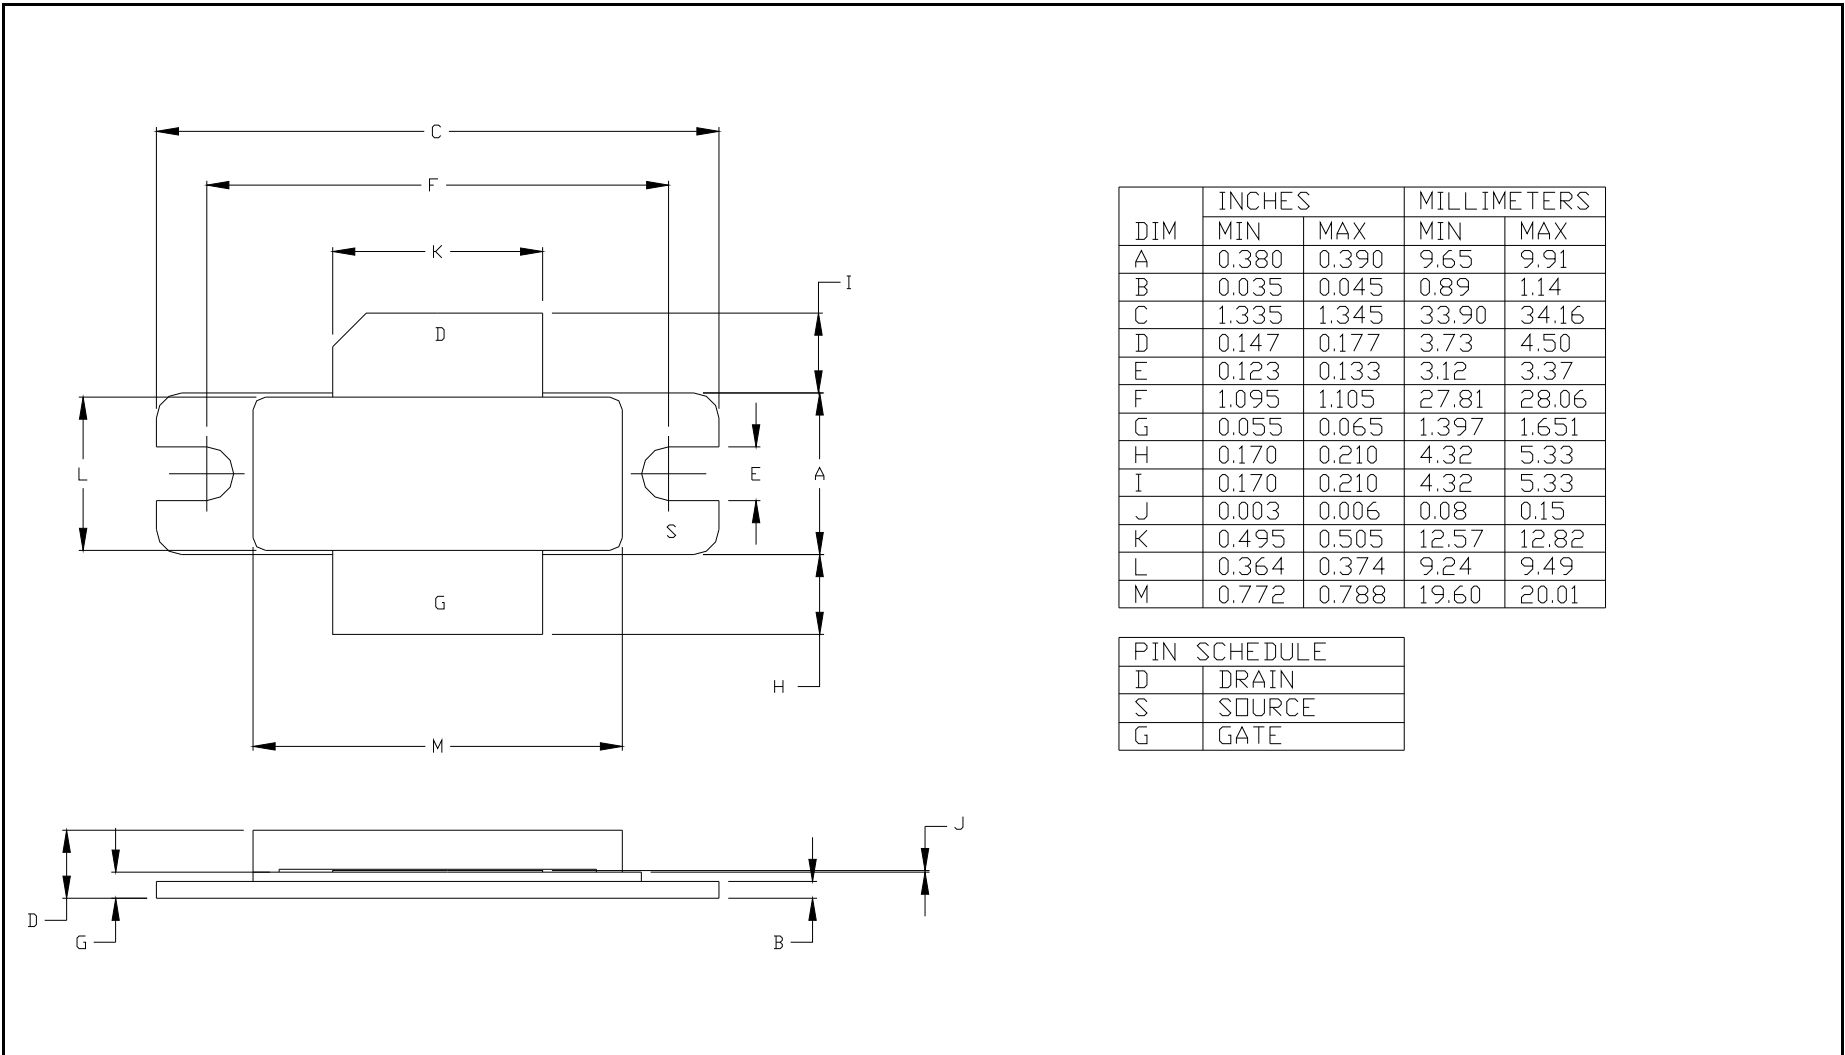 C
F
K
I
D
L
E
A
S
G
H
M
J
D
G
B
INCHES MILLIMETERS
DIM MIN MAX MIN MAX
A 0.380 0.390 9.65 9.91
B 0.035 0.045 0.89 1.14
C 1.335 1.345 33.90 34.16
D 0.147 0.177 3.73 4.50
E 0.123 0.133 3.12 3.37
F 1.095 1.105 27.81 28.06
G 0.055 0.065 1.397 1.651
H 0.170 0.210 4.32 5.33
I 0.170 0.210 4.32 5.33
J 0.003 0.006 0.08 0.15
K 0.495 0.505 12.57 12.82
L 0.364 0.374 9.24 9.49
M 0.772 0.788 19.60 20.01
PIN SCHEDULE
D DRAIN
S SOURCE
G GATE